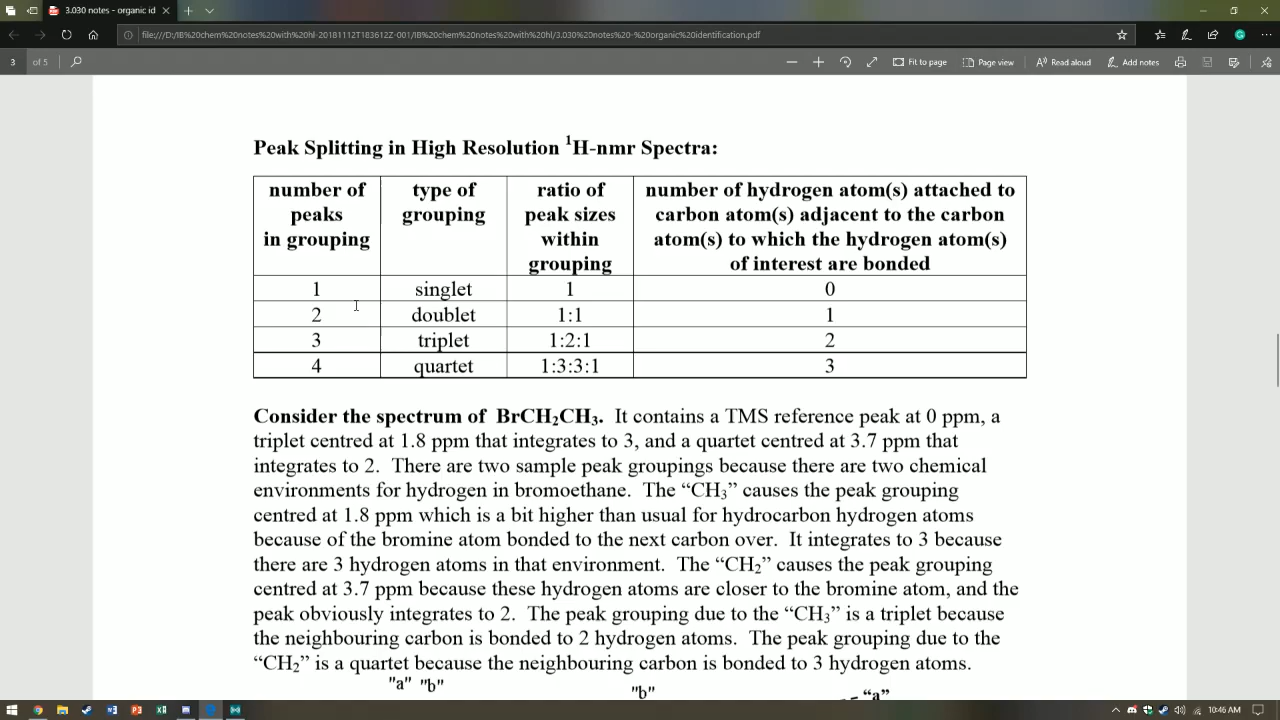 3.030 notes - organic id
file:///D:/IB%20chem%20notes%20with%20hl-20181112T183612Z-001/IB%20chem%20notes%20with%20hl/3.030%20notes%20-%20organic%20identification.pdf
3 of 5
Fit to page
Page view
Read aloud
Add notes
Peak Splitting in High Resolution ¹H-nmr Spectra:
number of type of ratio of number of hydrogen atom(s) attached to
peaks grouping peak sizes carbon atom(s) adjacent to the carbon
in grouping within atom(s) to which the hydrogen atom(s)
grouping of interest are bonded
1 singlet 1 0
2 doublet 1:1 1
3 triplet 1:2:1 2
4 quartet 1:3:3:1 3
Consider the spectrum of BrCH₂CH₃. It contains a TMS reference peak at 0 ppm, a
triplet centred at 1.8 ppm that integrates to 3, and a quartet centred at 3.7 ppm that
integrates to 2. There are two sample peak groupings because there are two chemical
environments for hydrogen in bromoethane. The “CH₃” causes the peak grouping
centred at 1.8 ppm which is a bit higher than usual for hydrocarbon hydrogen atoms
because of the bromine atom bonded to the next carbon over. It integrates to 3 because
there are 3 hydrogen atoms in that environment. The “CH₂” causes the peak grouping
centred at 3.7 ppm because these hydrogen atoms are closer to the bromine atom, and the
peak obviously integrates to 2. The peak grouping due to the “CH₃” is a triplet because
the neighbouring carbon is bonded to 2 hydrogen atoms. The peak grouping due to the
“CH₂” is a quartet because the neighbouring carbon is bonded to 3 hydrogen atoms.
"a" "b" "b" “a”
10:46 AM